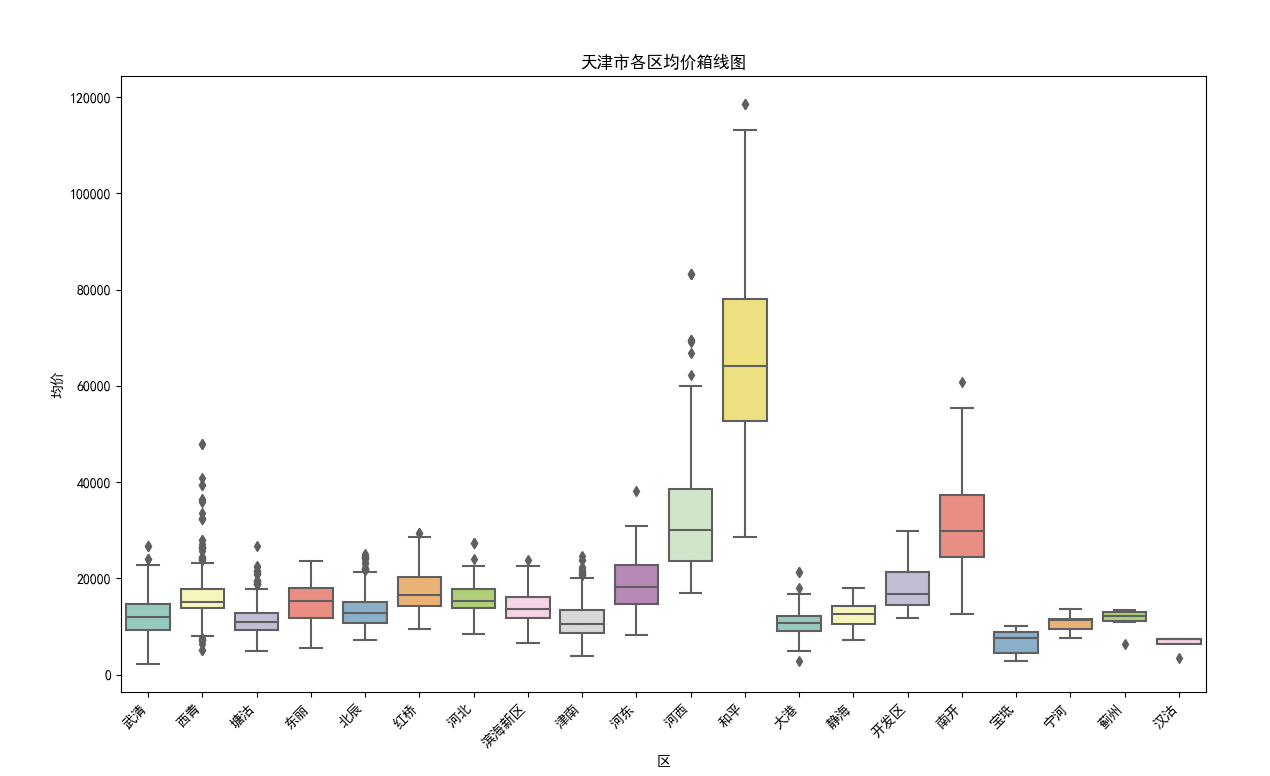 天津市各区均价箱线图
120000
100000
80000
60000
40000
20000
0
均价
武清
西青
塘沽
东丽
北辰
红桥
河北
滨海新区
津南
河东
河西
和平
大港
静海
开发区
南开
宝坻
宁河
蓟州
汉沽
区